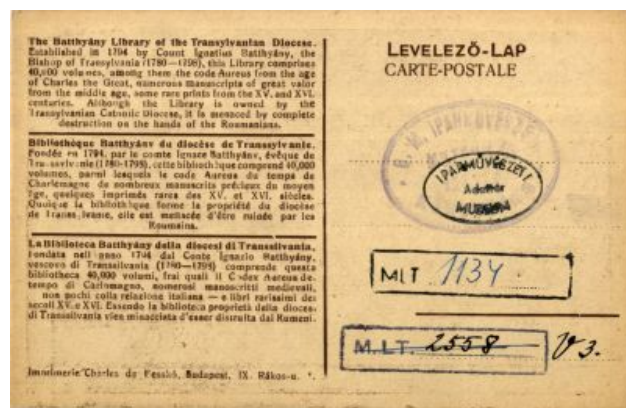 The Batthyány Library of the Transylvanian Diocese.
Established in 1794 by Count Ignatius Batthyány, the
Bishop of Transsylvania (1780—1798), this Library comprises
40,000 volumes, among them the code Aureus from the age
of Charles the Great, numerous manuscripts of great valor
from the middle age, some rare prints from the XV. and XVI.
centuries. Although the Library is owned by the
Transsylvanian Catholic Diocese, it is menaced by complete
destruction on the hands of the Roumanians.
Bibliothèque Batthyány du diocèse de Transsylvanie.
Fondée en 1794. par le comte Ignace Batthyány, évêque de
Transsylvanie (1780-1798), cette bibliothèque comprend 40,000
volumes, parmi lesquels le code Aureus du temps de
Charlemagne de nombreux manuscrits précieux du moyen
âge, quelques imprimés rares des XV. et XVI. siècles.
Quoique la bibliothèque forme la propriété du diocèse
de Transsylvanie, elle est menacée d'être ruinée par les
Roumains.
La Biblioteca Batthyány della diocesi di Transsilvania,
fondata nell'anno 1794 dal Conte Ignazio Batthyány,
vescovo di Transsilvania (1780—1798) comprende questa
bibliotheca 40,000 volumi, frai quali il Codex Aureus de:
tempo di Carlomagno, numerosi manoscritti medievali,
non pochi colla relazione italiana — e libri rarissimi dei
secoli XV. e XVI. Essendo la biblioteca proprietà della dioces.
di Transsilvania vien minacciata d'esser distrutta dai Rumeni.
Imprimerie Charles de Fesskó, Budapest, IX. Rákos-u.
LEVELEZŐ-LAP
CARTE-POSTALE
IPARMŰVÉSZETI
Adattár
MUZEUM
MLT 1134
M.L.T. 2558 V 3.